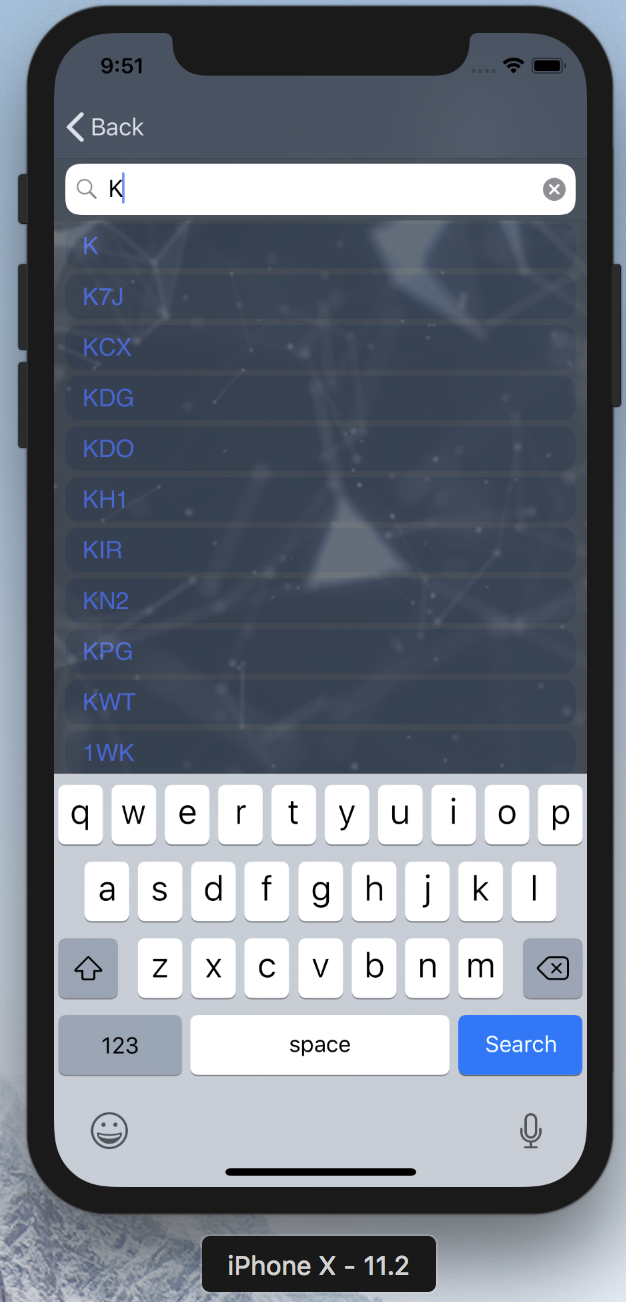 9:51
Back
K
K
K7J
KCX
KDG
KDO
KH1
KIR
KN2
KPG
KWT
1WK
q w e r t y u i o p
a s d f g h j k l
z x c v b n m
123 space Search
iPhone X - 11.2